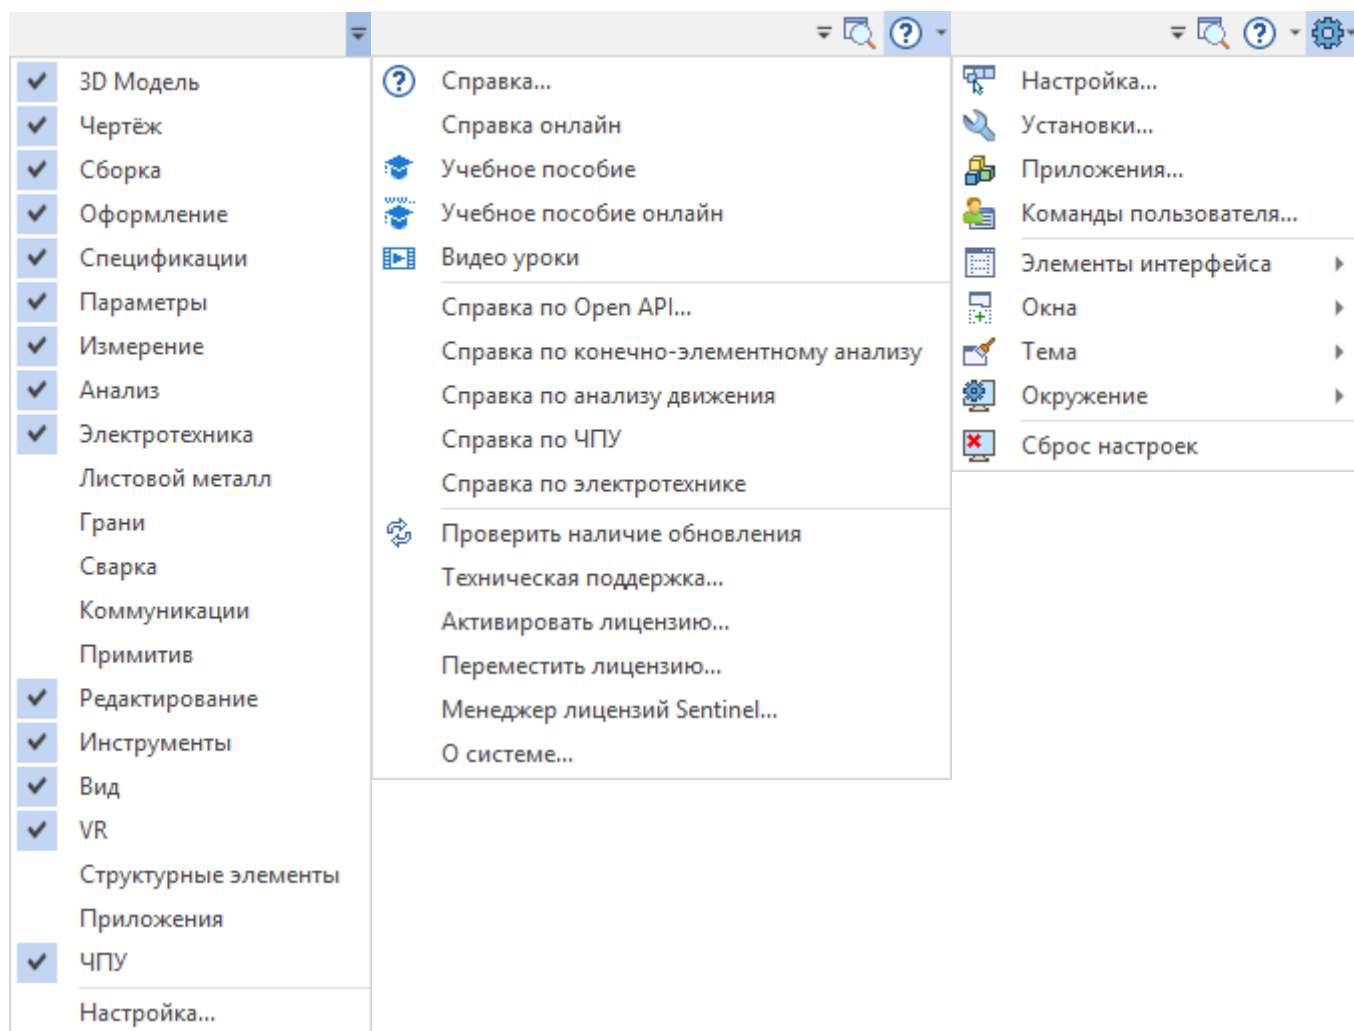 3D Модель
Чертёж
Сборка
Оформление
Спецификации
Параметры
Измерение
Анализ
Электротехника
Листовой металл
Грани
Сварка
Коммуникации
Примитив
Редактирование
Инструменты
Вид
VR
Структурные элементы
Приложения
ЧПУ
Настройка...
Справка...
Справка онлайн
Учебное пособие
Учебное пособие онлайн
Видео уроки
Справка по Open API...
Справка по конечно-элементному анализу
Справка по анализу движения
Справка по ЧПУ
Справка по электротехнике
Проверить наличие обновления
Техническая поддержка...
Активировать лицензию...
Переместить лицензию...
Менеджер лицензий Sentinel...
О системе...
Настройка...
Установки...
Приложения...
Команды пользователя...
Элементы интерфейса
Окна
Тема
Окружение
Сброс настроек